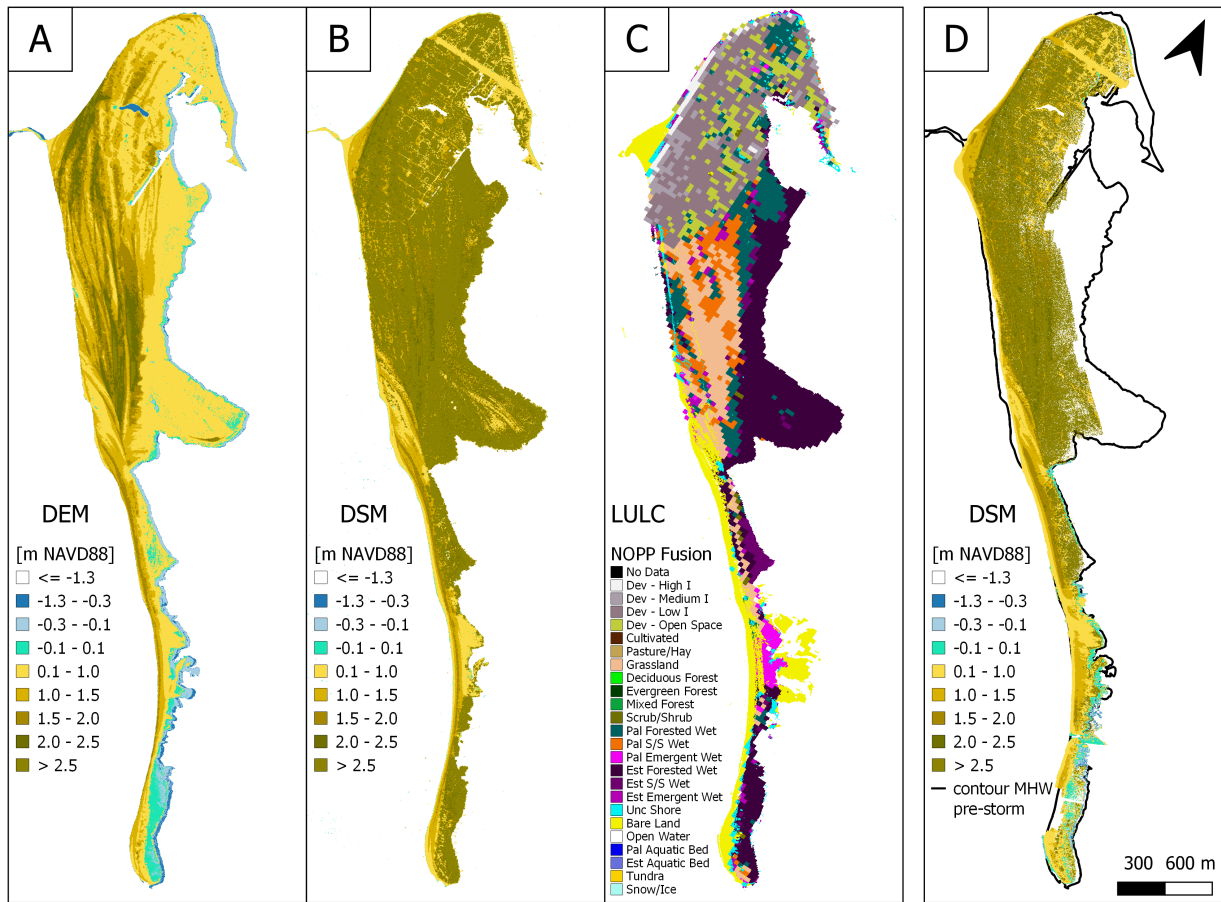 A
B
C
D
DEM
[m NAVD88]
<= -1.3
-1.3 - -0.3
-0.3 - -0.1
-0.1 - 0.1
0.1 - 1.0
1.0 - 1.5
1.5 - 2.0
2.0 - 2.5
> 2.5
DSM
[m NAVD88]
<= -1.3
-1.3 - -0.3
-0.3 - -0.1
-0.1 - 0.1
0.1 - 1.0
1.0 - 1.5
1.5 - 2.0
2.0 - 2.5
> 2.5
LULC
NOPP Fusion
No Data
Dev - High I
Dev - Medium I
Dev - Low I
Dev - Open Space
Cultivated
Pasture/Hay
Grassland
Deciduous Forest
Evergreen Forest
Mixed Forest
Scrub/Shrub
Pal Forested Wet
Pal S/S Wet
Pal Emergent Wet
Est Forested Wet
Est S/S Wet
Est Emergent Wet
Unc Shore
Bare Land
Open Water
Pal Aquatic Bed
Est Aquatic Bed
Tundra
Snow/Ice
DSM
[m NAVD88]
<= -1.3
-1.3 - -0.3
-0.3 - -0.1
-0.1 - 0.1
0.1 - 1.0
1.0 - 1.5
1.5 - 2.0
2.0 - 2.5
> 2.5
contour MHW
pre-storm
300 600 m